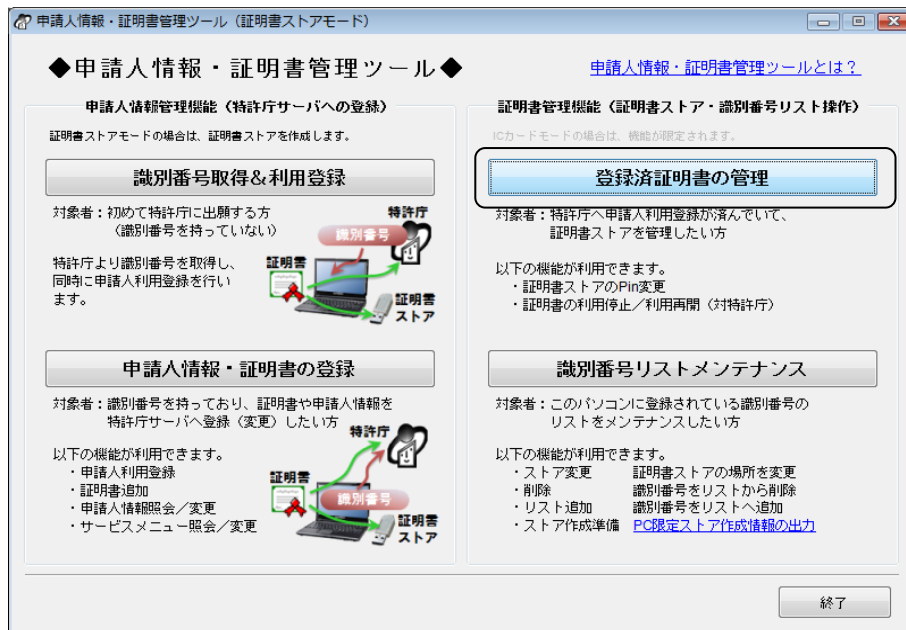 申請人情報・証明書管理ツール（証明書ストアモード）
◆申請人情報・証明書管理ツール◆
申請人情報・証明書管理ツールとは？
申請人情報管理機能（特許庁サーバへの登録）
証明書ストアモードの場合は、証明書ストアを作成します。
識別番号取得&利用登録
対象者：初めて特許庁に出願する方
（識別番号を持っていない）
特許庁より識別番号を取得し、
同時に申請人利用登録を行い
ます。
特許庁
識別番号
証明書
証明書
ストア
申請人情報・証明書の登録
対象者：識別番号を持っており、証明書や申請人情報を
特許庁サーバへ登録（変更）したい方
以下の機能が利用できます。
・申請人利用登録
・証明書追加
・申請人情報照会／変更
・サービスメニュー照会／変更
特許庁
証明書
識別番号
証明書
ストア
証明書管理機能（証明書ストア・識別番号リスト操作）
ICカードモードの場合は、機能が限定されます。
登録済証明書の管理
対象者：特許庁へ申請人利用登録が済んでいて、
証明書ストアを管理したい方
以下の機能が利用できます。
・証明書ストアのPin変更
・証明書の利用停止／利用再開（対特許庁）
識別番号リストメンテナンス
対象者：このパソコンに登録されている識別番号の
リストをメンテナンスしたい方
以下の機能が利用できます。
・ストア変更　証明書ストアの場所を変更
・削除　識別番号をリストから削除
・リスト追加　識別番号をリストへ追加
・ストア作成準備　PC限定ストア作成情報の出力
終了